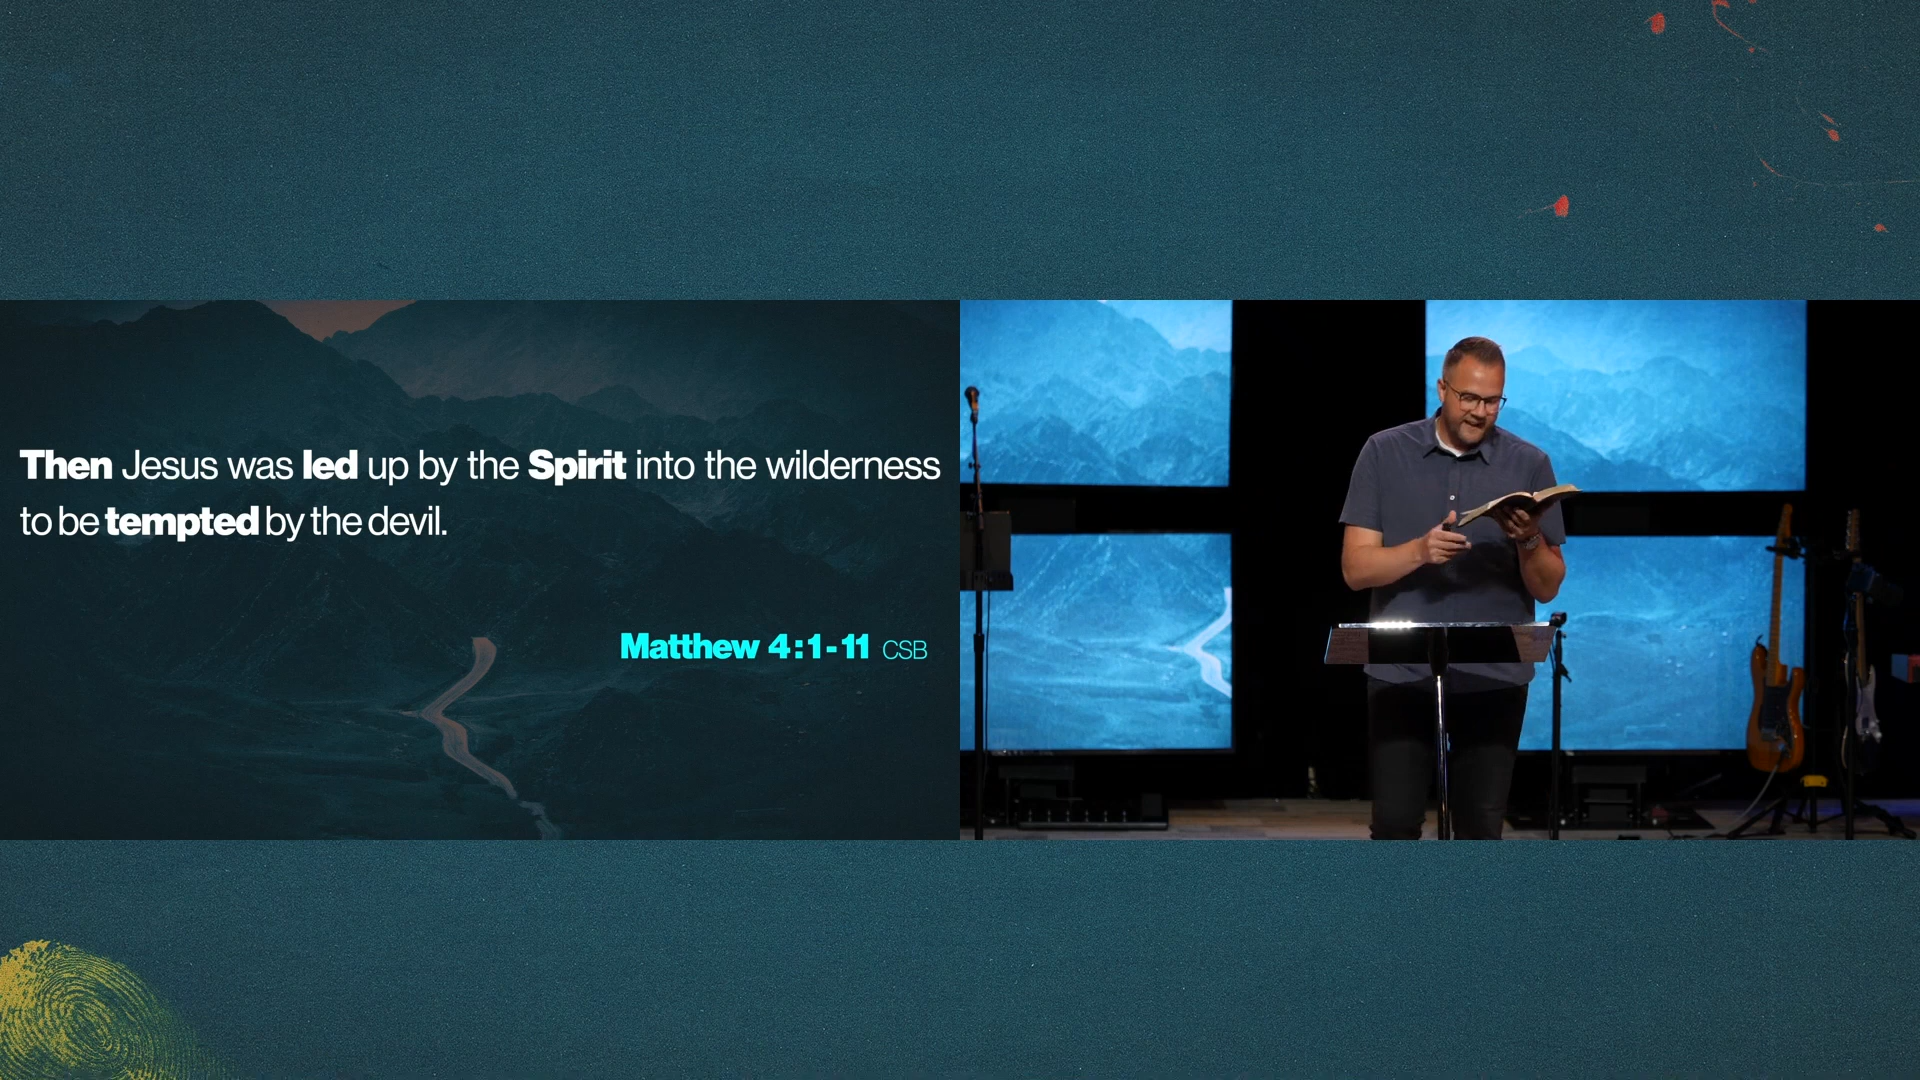 Then Jesus was led up by the Spirit into the wilderness
to be tempted by the devil.
Matthew 4:1-11 CSB